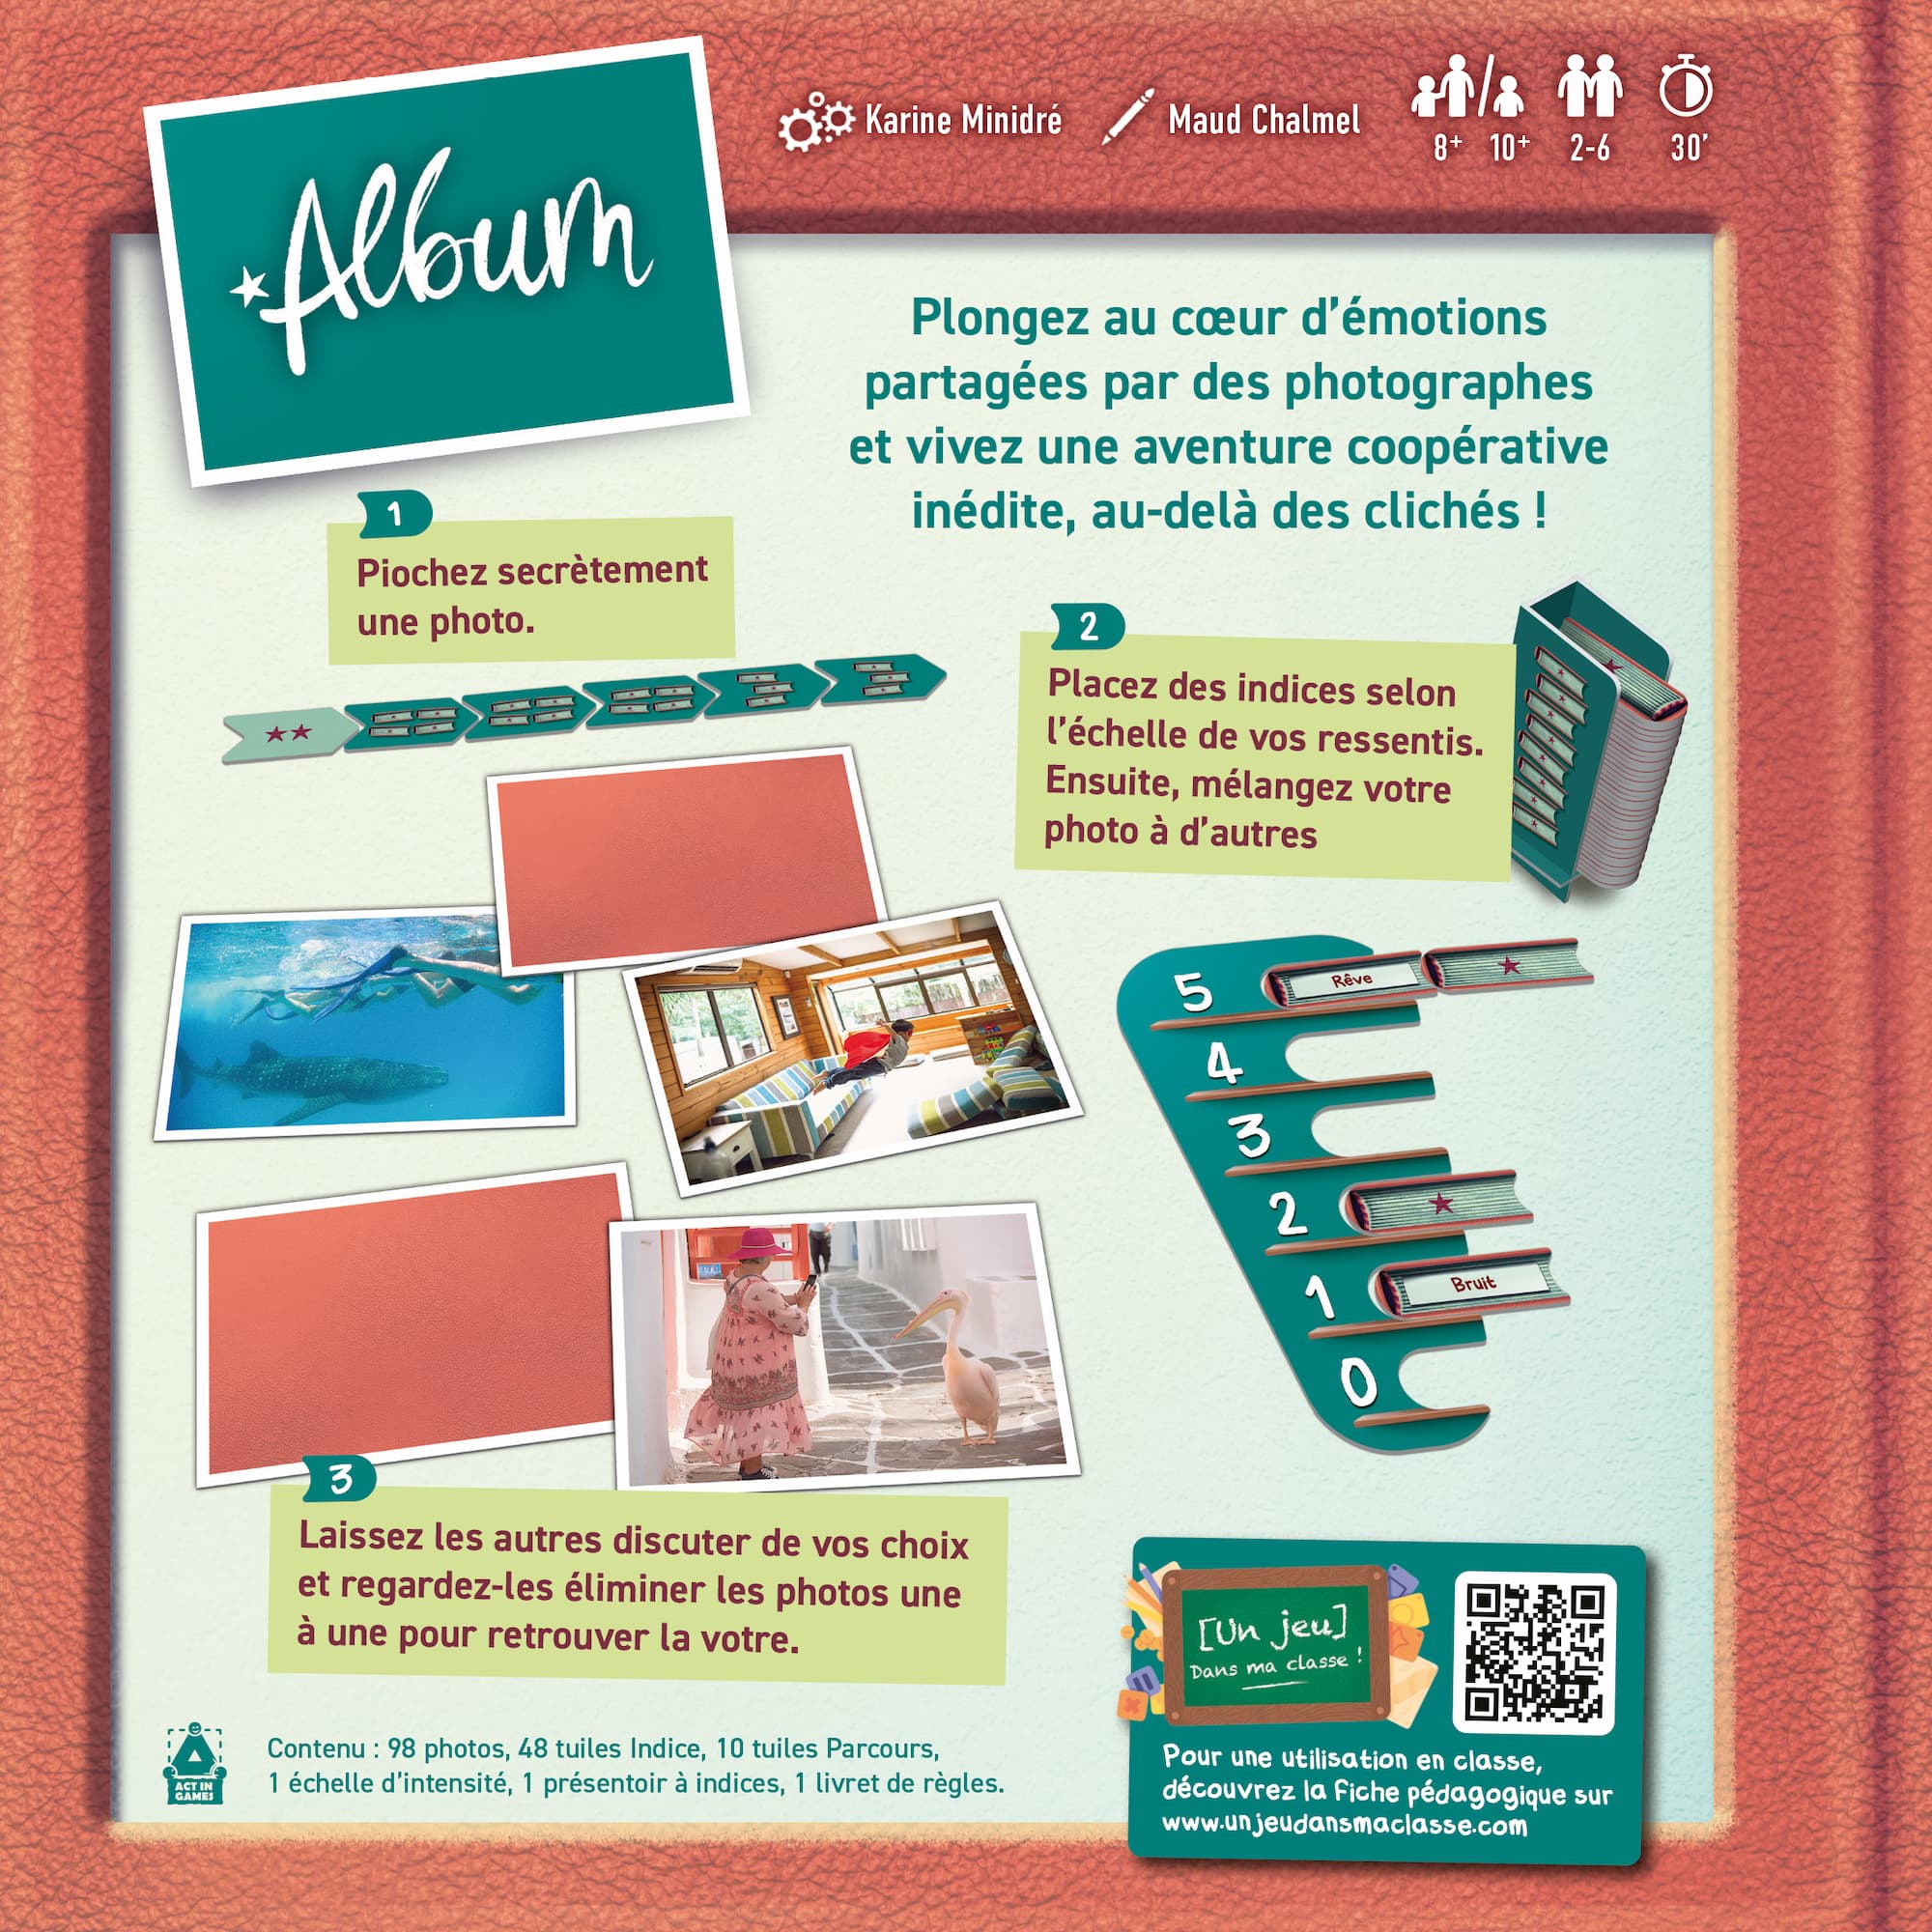 Album
Karine Minidré
Maud Chalmel
8+ 10+ 2-6 30'
Plongez au cœur d'émotions
partagées par des photographes
et vivez une aventure coopérative
inédite, au-delà des clichés !
1
Piochez secrètement
une photo.
2
Placez des indices selon
l'échelle de vos ressentis.
Ensuite, mélangez votre
photo à d'autres
5
Rêve
4
3
2
1
Bruit
0
3
Laissez les autres discuter de vos choix
et regardez-les éliminer les photos une
à une pour retrouver la votre.
ACT IN
GAMES
Contenu : 98 photos, 48 tuiles Indice, 10 tuiles Parcours,
1 échelle d'intensité, 1 présentoir à indices, 1 livret de règles.
[Un jeu]
Dans ma classe !
Pour une utilisation en classe,
découvrez la fiche pédagogique sur
www.unjeudansmaclasse.com